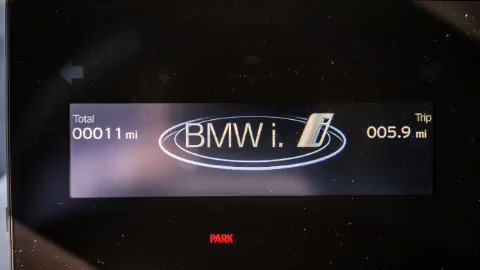 Total
Trip
00011 mi
BMW i. i
005.9 mi
PARK